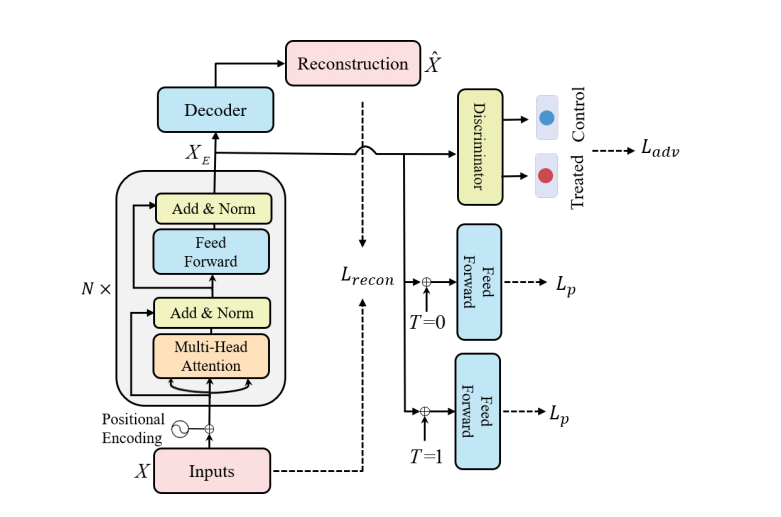 Reconstruction
X̂
Decoder
X_E
Discriminator
Control
Treated
L_adv
Add & Norm
Feed
Forward
N ×
Add & Norm
Multi-Head
Attention
L_recon
Feed
Forward
L_p
T=0
Feed
Forward
L_p
T=1
Positional
Encoding
X
Inputs